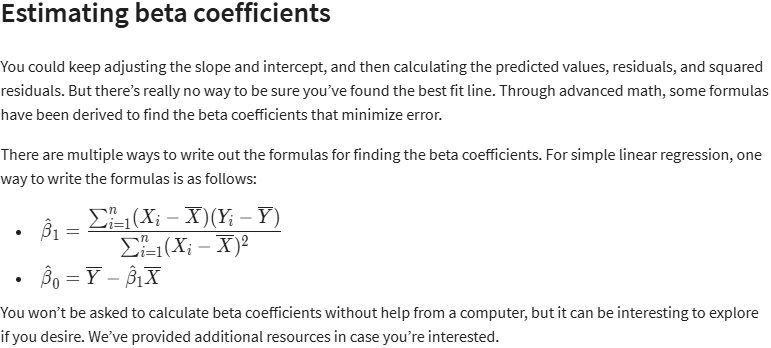 Estimating beta coefficients
You could keep adjusting the slope and intercept, and then calculating the predicted values, residuals, and squared
residuals. But there’s really no way to be sure you’ve found the best fit line. Through advanced math, some formulas
have been derived to find the beta coefficients that minimize error.
There are multiple ways to write out the formulas for finding the beta coefficients. For simple linear regression, one
way to write the formulas is as follows:
• $\hat{\beta}_1 = \frac{\sum_{i=1}^{n}(X_i - \overline{X})(Y_i - \overline{Y})}{\sum_{i=1}^{n}(X_i - \overline{X})^2}$
• $\hat{\beta}_0 = \overline{Y} - \hat{\beta}_1\overline{X}$
You won’t be asked to calculate beta coefficients without help from a computer, but it can be interesting to explore
if you desire. We’ve provided additional resources in case you’re interested.